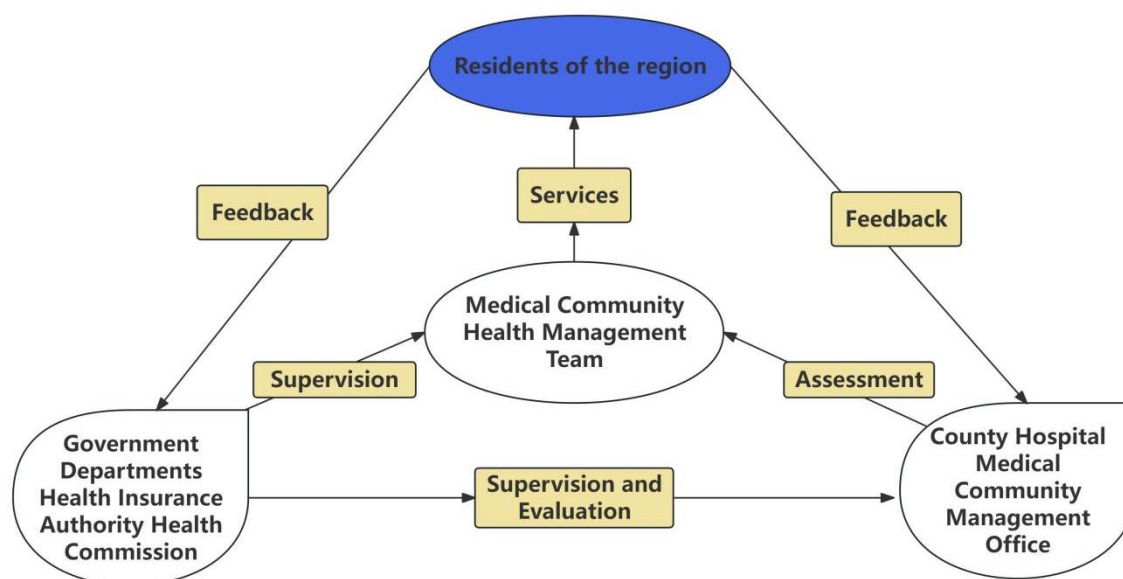 Residents of the region
Feedback
Services
Feedback
Medical Community
Health Management
Team
Supervision
Assessment
Government
Departments
Health Insurance
Authority Health
Commission
Supervision and
Evaluation
County Hospital
Medical
Community
Management
Office